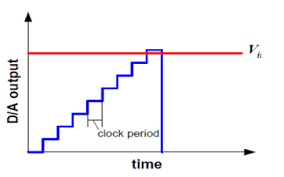 V_in
D/A output
clock period
time